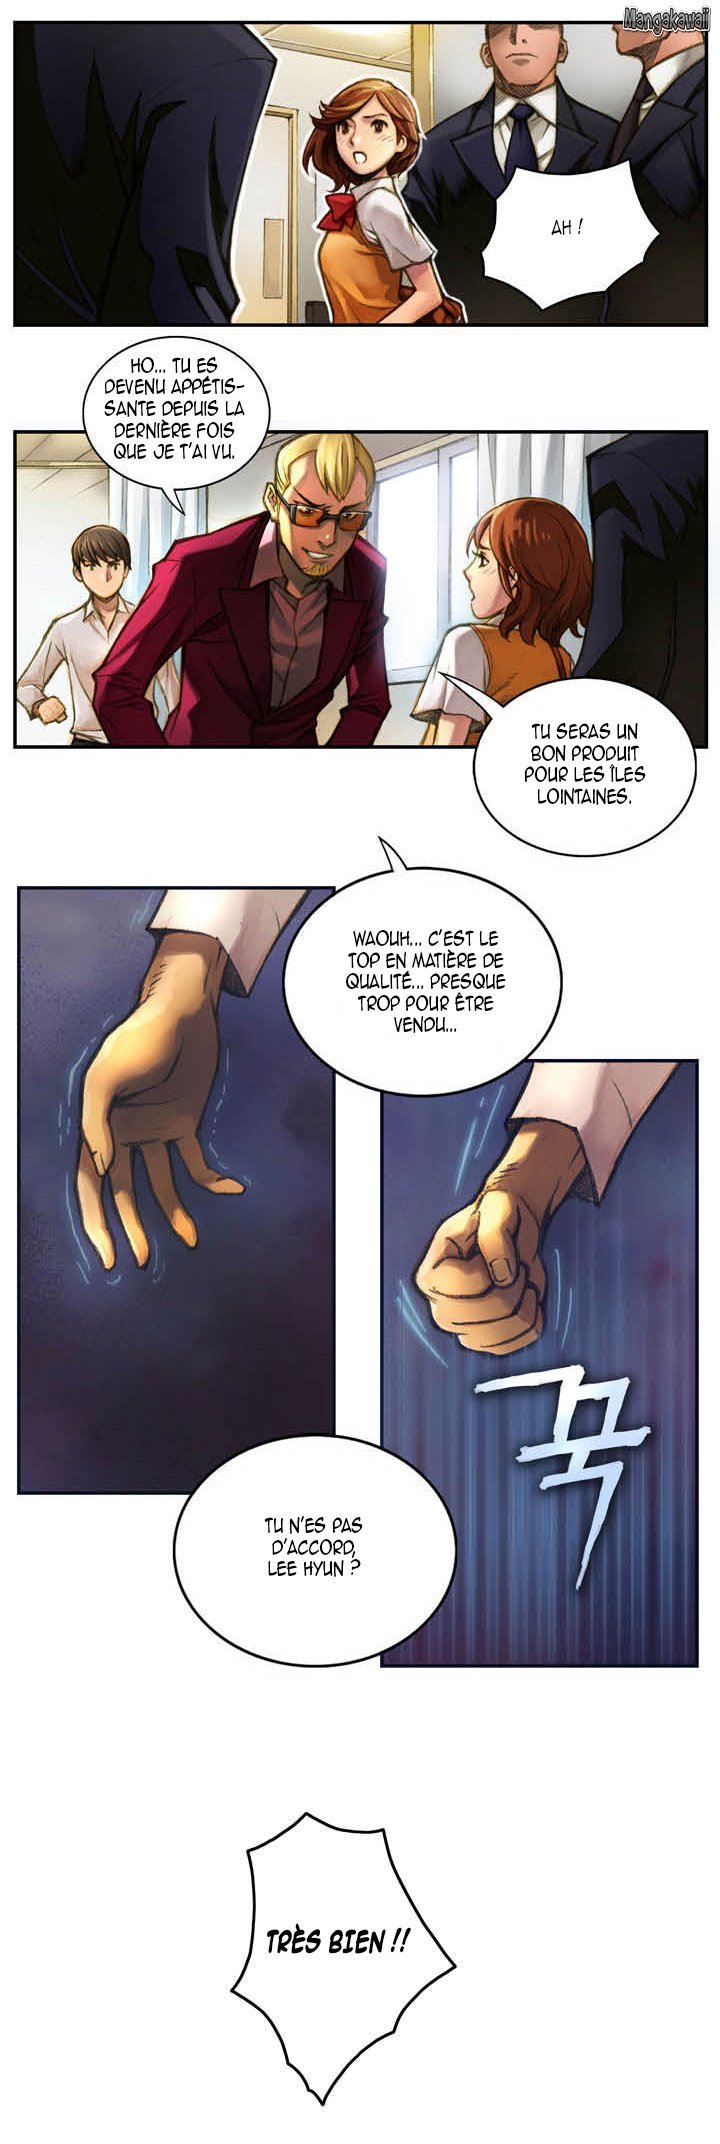 Mangakawaii
AH !
HO... TU ES
DEVENU APPÉTIS-
SANTE DEPUIS LA
DERNIÈRE FOIS
QUE JE T'AI VU.
TU SERAS UN
BON PRODUIT
POUR LES ÎLES
LOINTAINES.
WAOUH... C'EST LE
TOP EN MATIÈRE DE
QUALITÉ... PRESQUE
TROP POUR ÊTRE
VENDU...
꾹
TU N'ES PAS
D'ACCORD,
LEE HYUN ?
TRÈS BIEN !!